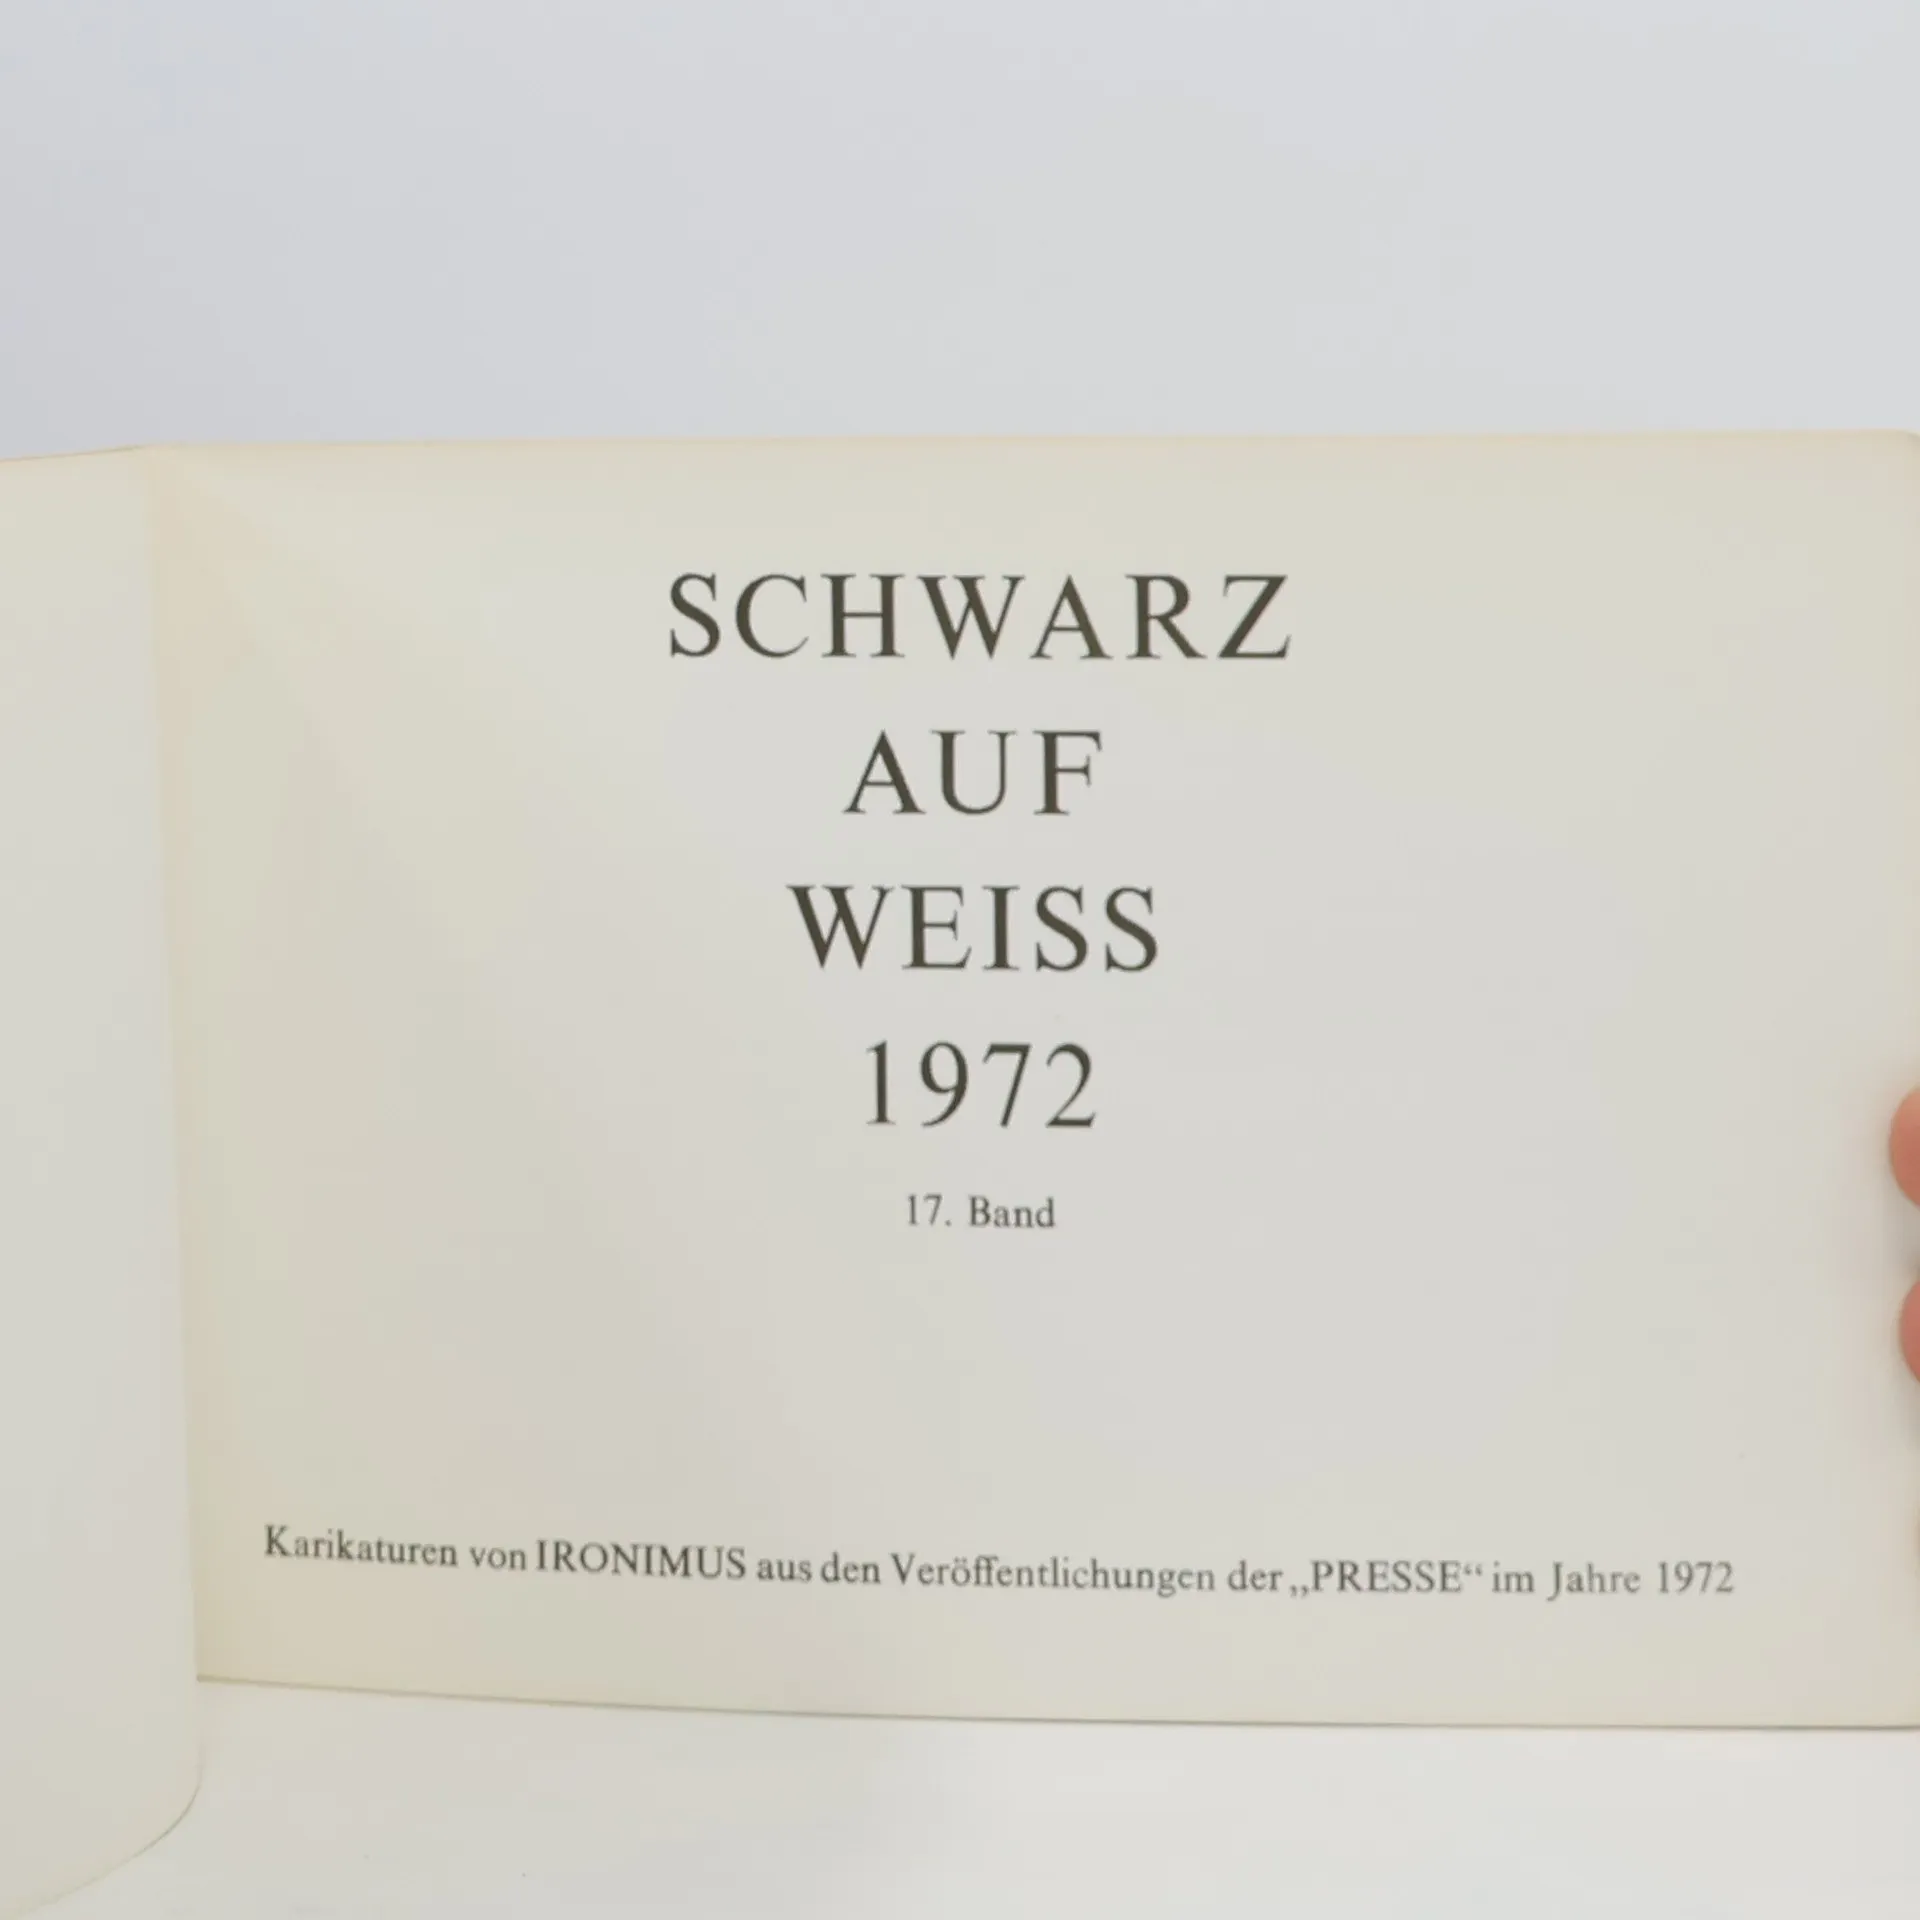 SCHWARZ
AUF
WEISS
1972
17. Band
Karikaturen von IRONIMUS aus den Veröffentlichungen der „PRESSE“ im Jahre 1972